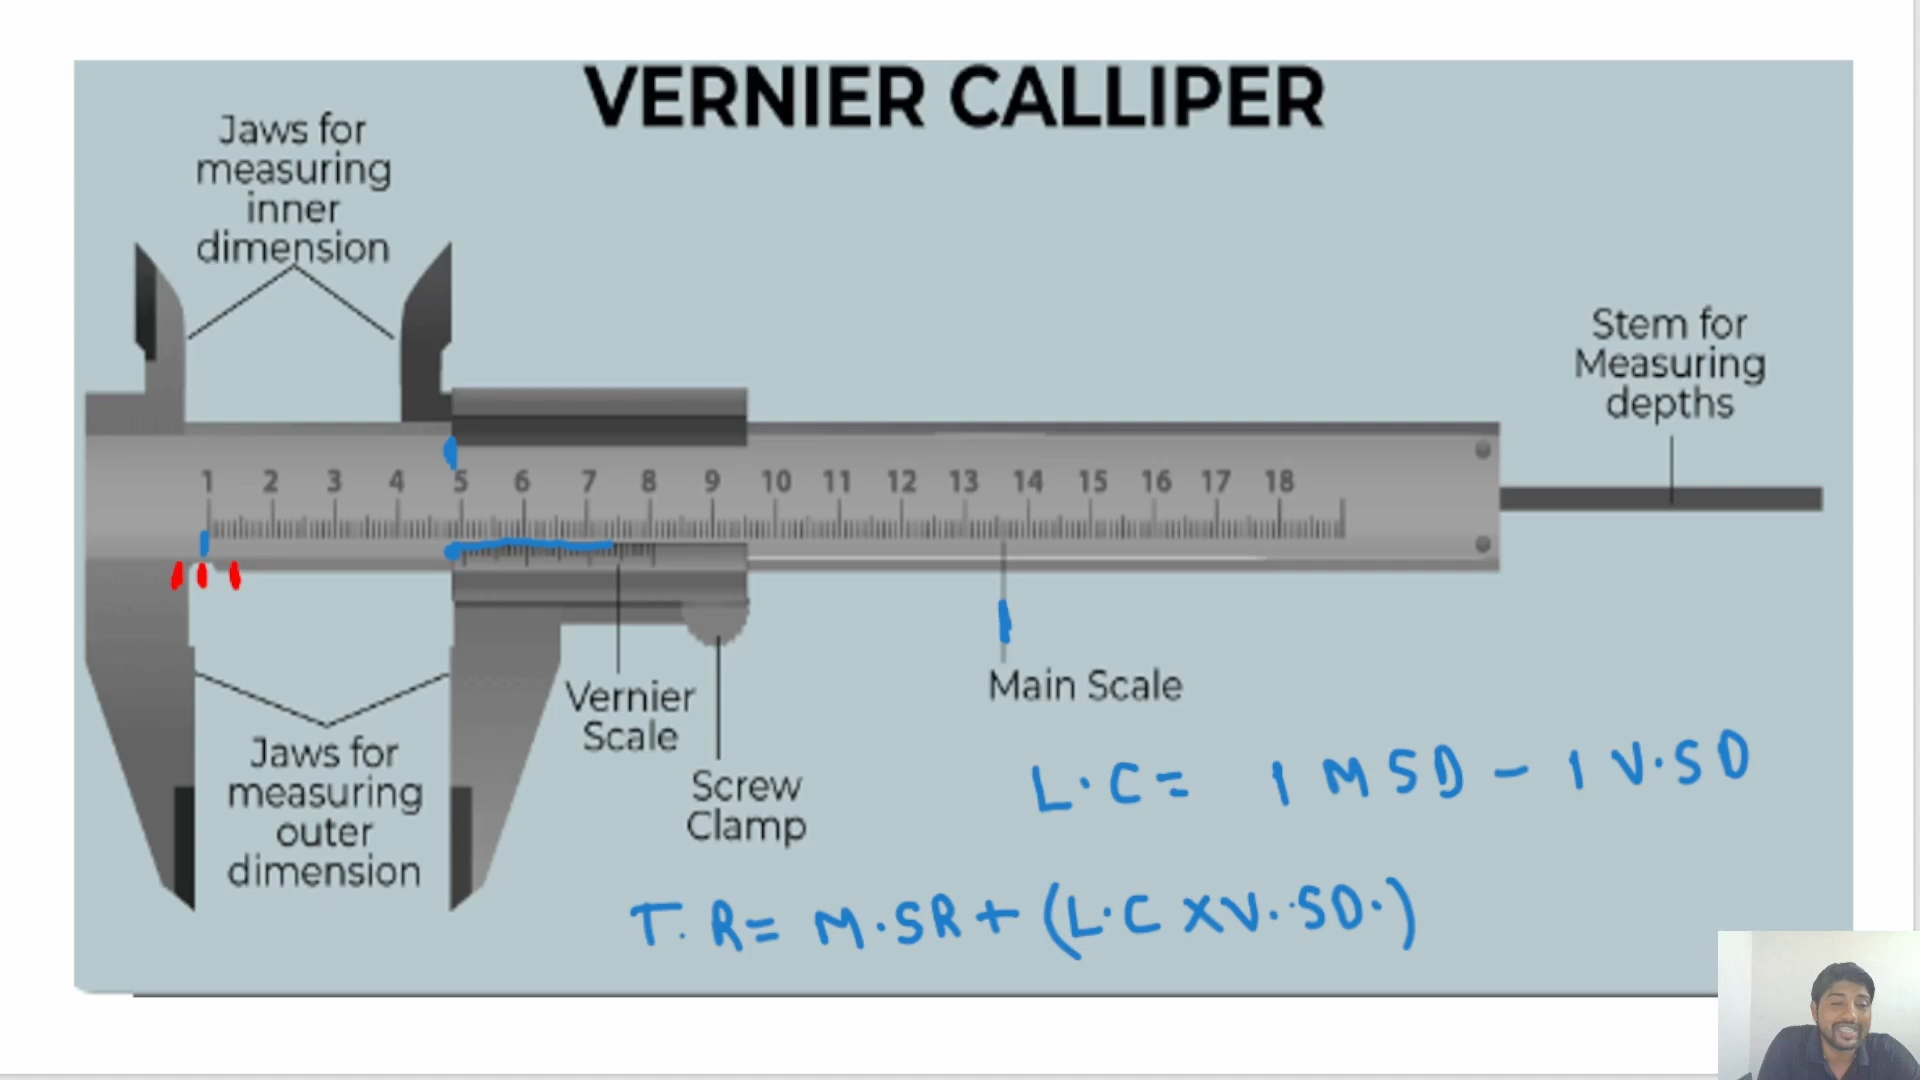 VERNIER CALLIPER
Jaws for
measuring
inner
dimension
Stem for
Measuring
depths
1 2 3 4 5 6 7 8 9 10 11 12 13 14 15 16 17 18
Vernier
Scale
Main Scale
Jaws for
measuring
outer
dimension
Screw
Clamp
L.C = 1 MSD - 1 V.SD
T.R = M.SR + (L.C X V.SD.)